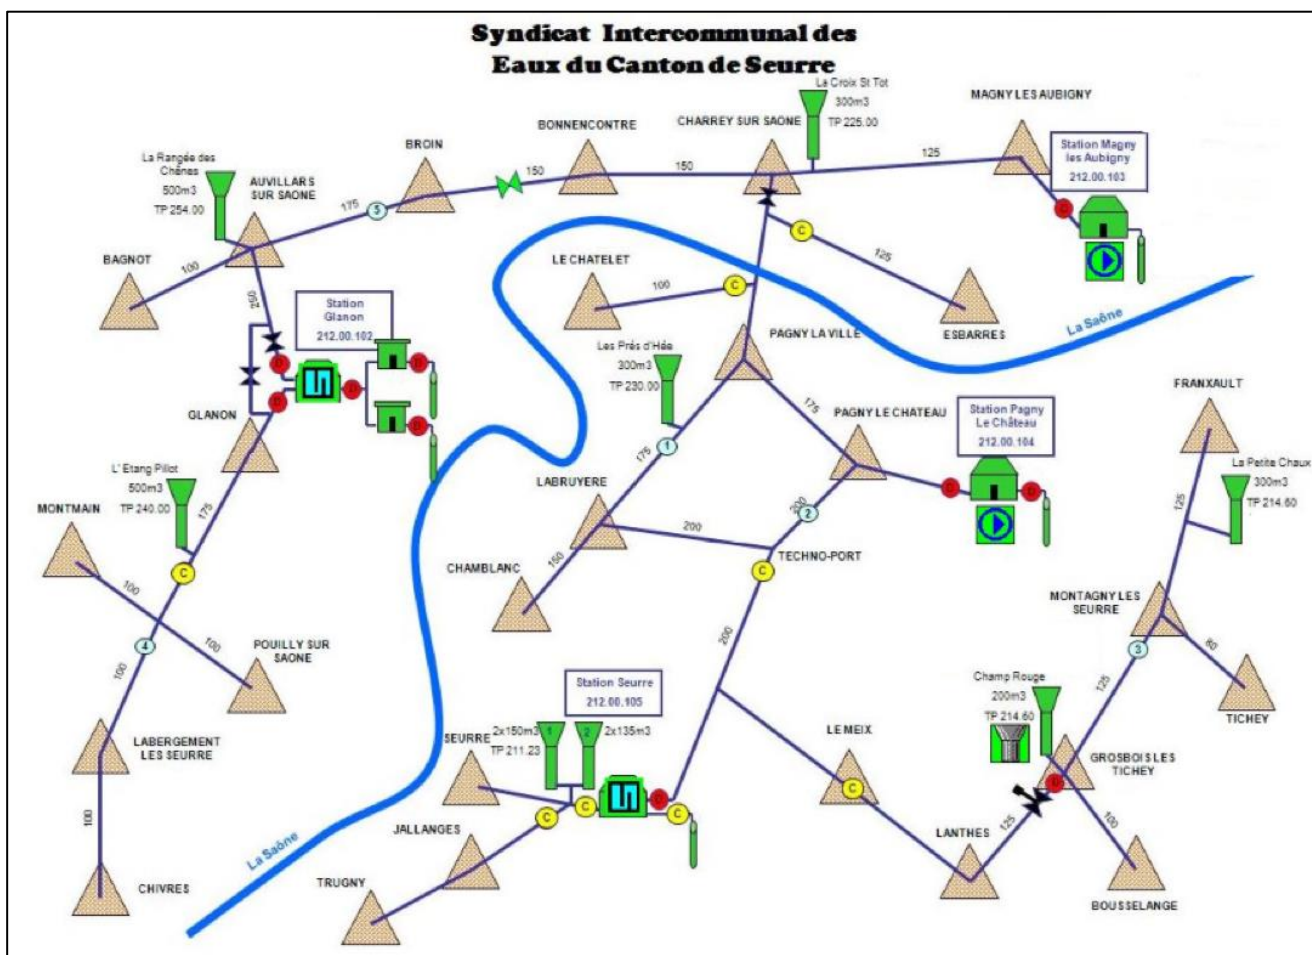 Syndicat Intercommunal des
Eaux du Canton de Seurre
La Croix St Tot
300m3
TP 225.00
MAGNY LES AUBIGNY
CHARREY SUR SAONE
BONNENCONTRE
BROIN
Station Magny
les Aubigny
212.00.103
D
La Rangée des
Chênes
500m3
TP 254.00
AUVILLARS
SUR SAONE
175
5
150
150
125
BAGNOT
100
250
LE CHATELET
100
C
C
125
ESBARRES
La Saône
Station
Glanon
212.00.102
D
D
D
D
D
GLANON
PAGNY LA VILLE
Les Prés d'Hée
300m3
TP 230.00
1
175
175
PAGNY LE CHATEAU
Station Pagny
Le Château
212.00.104
D
D
FRANXAULT
La Petite Chaux
300m3
TP 214.60
125
L' Etang Pillot
500m3
TP 240.00
175
C
MONTMAIN
100
100
POUILLY SUR
SAONE
4
100
LABERGEMENT
LES SEURRE
100
CHIVRES
LABRUYERE
200
200
2
TECHNO-PORT
C
CHAMBLANC
150
200
MONTAGNY LES
SEURRE
3
80
TICHEY
125
Champ Rouge
200m3
TP 214.60
GROSBOIS LES
TICHEY
D
125
100
BOUSSELANGE
LANTHES
LE MEIX
C
Station Seurre
212.00.105
2x150m3
TP 211.23
1
2
2x135m3
SEURRE
C
C
D
C
JALLANGES
TRUGNY
La Saône